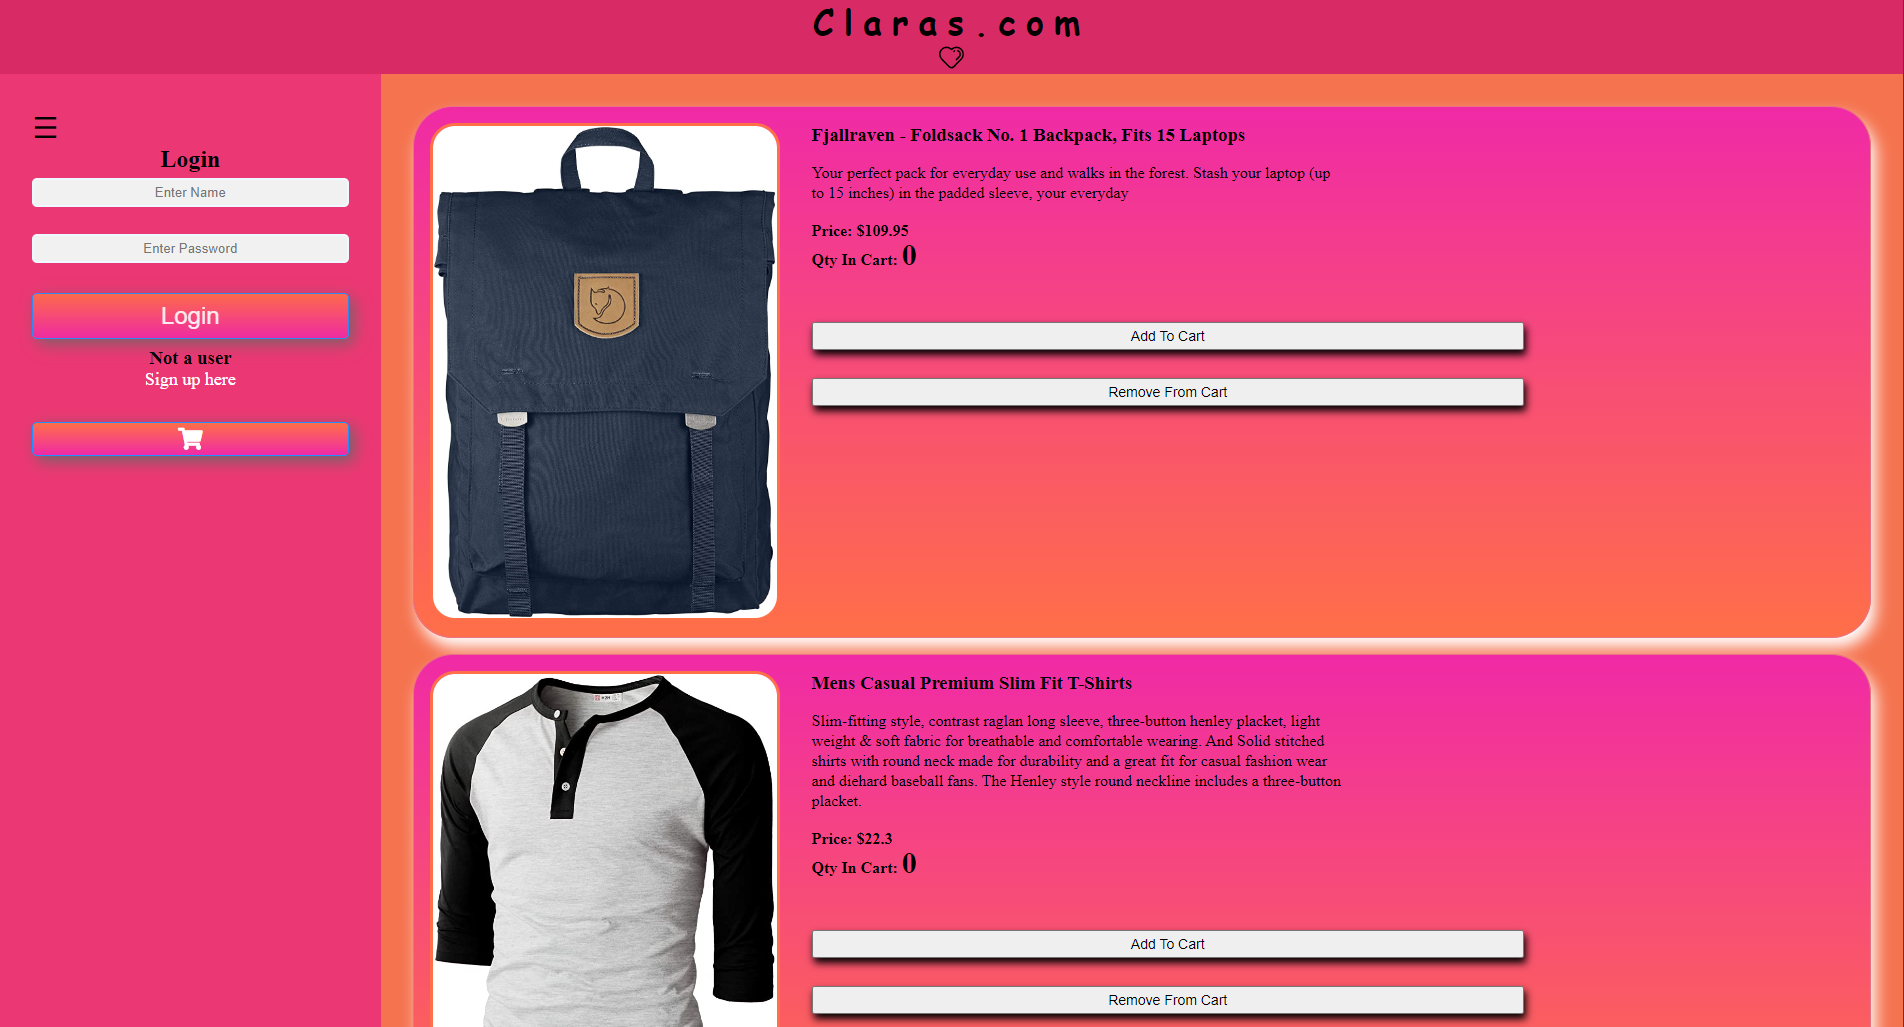 Claras.com
Login
Enter Name
Enter Password
Login
Not a user
Sign up here
Fjallraven - Foldsack No. 1 Backpack, Fits 15 Laptops
Your perfect pack for everyday use and walks in the forest. Stash your laptop (up
to 15 inches) in the padded sleeve, your everyday
Price: $109.95
Qty In Cart: 0
Add To Cart
Remove From Cart
Mens Casual Premium Slim Fit T-Shirts
Slim-fitting style, contrast raglan long sleeve, three-button henley placket, light
weight & soft fabric for breathable and comfortable wearing. And Solid stitched
shirts with round neck made for durability and a great fit for casual fashion wear
and diehard baseball fans. The Henley style round neckline includes a three-button
placket.
Price: $22.3
Qty In Cart: 0
Add To Cart
Remove From Cart